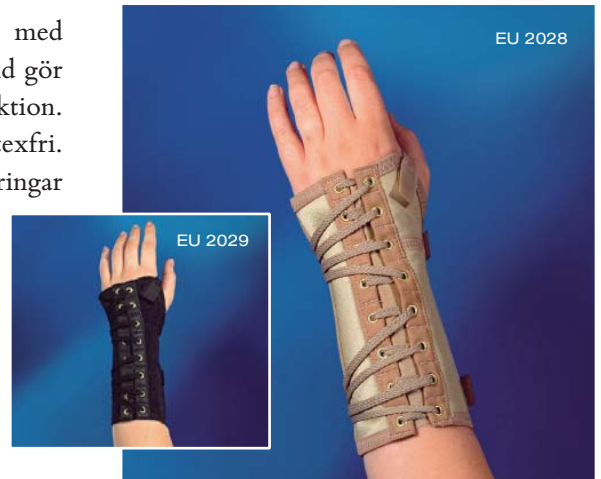 med
d gör
ktion.
exfri.
ringar
EU 2028
EU 2029